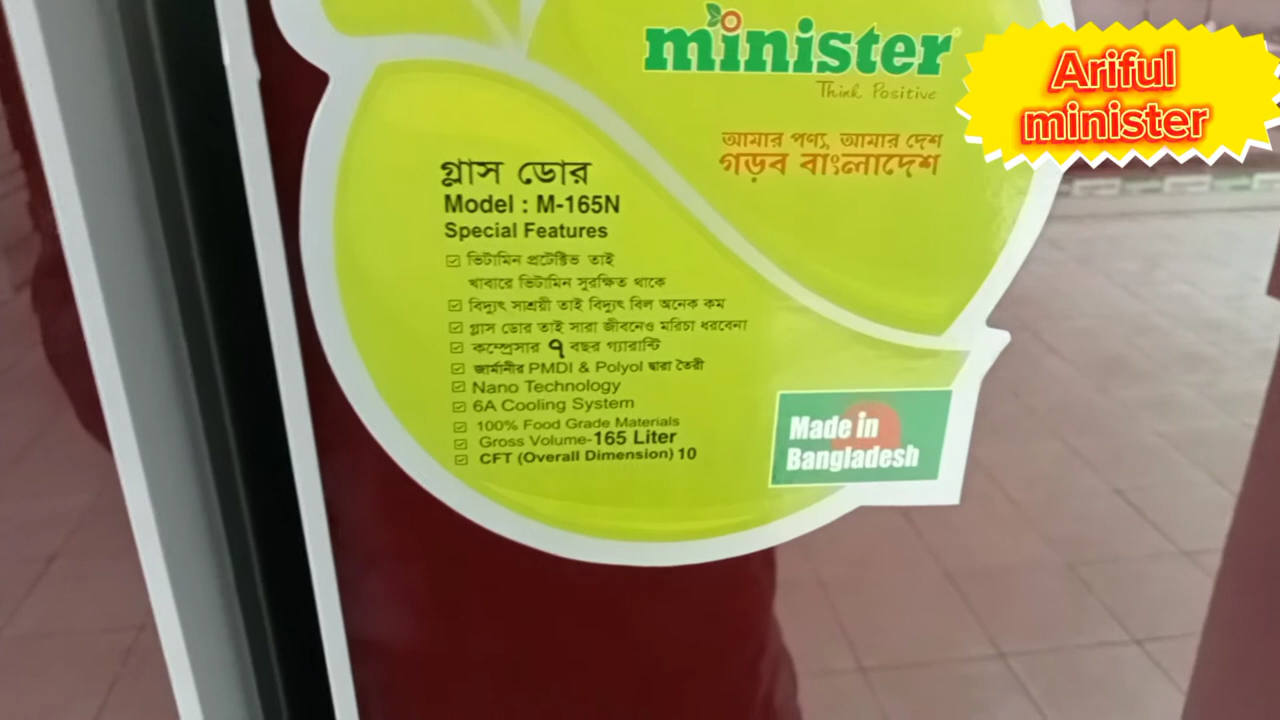 minister
Think Positive
Ariful
minister
আমার পণ্য, আমার দেশ
গড়ব বাংলাদেশ
গ্লাস ডোর
Model : M-165N
Special Features
ভিটামিন প্রটেক্টিভ তাই
খাবারে ভিটামিন সুরক্ষিত থাকে
বিদ্যুৎ সাশ্রয়ী তাই বিদ্যুৎ বিল অনেক কম
গ্লাস ডোর তাই সারা জীবনেও মরিচা ধরবেনা
কম্প্রেসার ৭ বছর গ্যারান্টি
জার্মানীর PMDI & Polyol দ্বারা তৈরী
Nano Technology
6A Cooling System
100% Food Grade Materials
Gross Volume-165 Liter
CFT (Overall Dimension) 10
Made in
Bangladesh